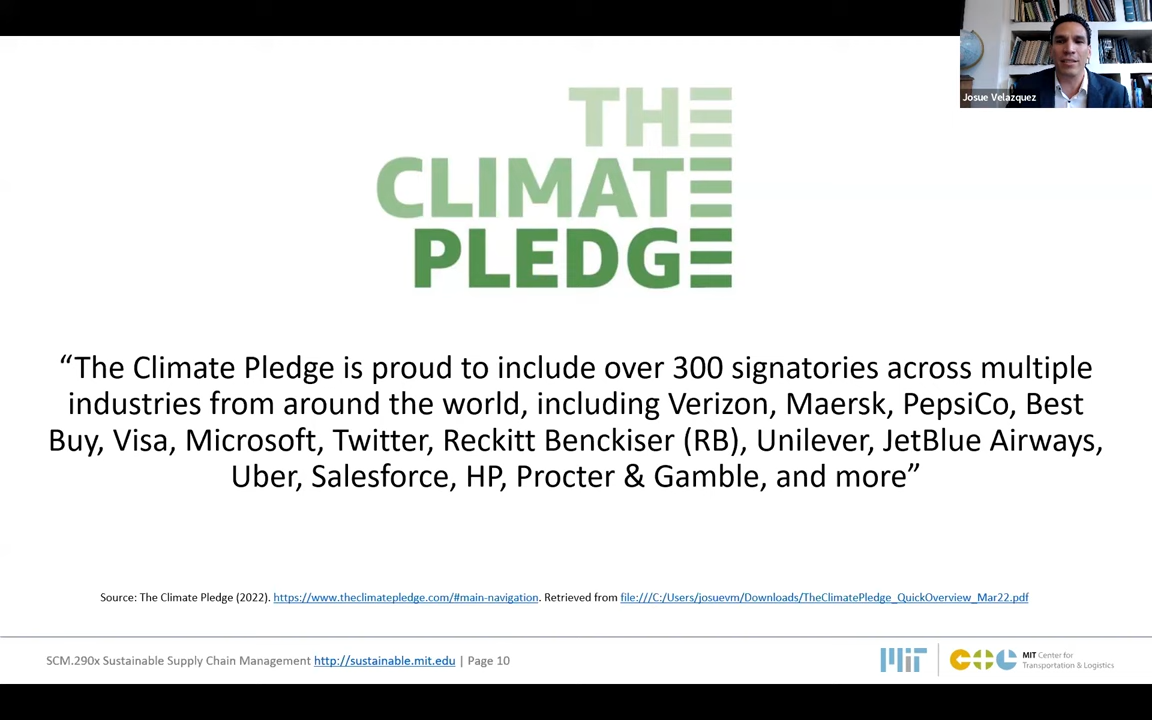 Josue Velazquez
THE
CLIMATE
PLEDGE
“The Climate Pledge is proud to include over 300 signatories across multiple
industries from around the world, including Verizon, Maersk, PepsiCo, Best
Buy, Visa, Microsoft, Twitter, Reckitt Benckiser (RB), Unilever, JetBlue Airways,
Uber, Salesforce, HP, Procter & Gamble, and more”
Source: The Climate Pledge (2022). https://www.theclimatepledge.com/#main-navigation. Retrieved from file:///C:/Users/josuevm/Downloads/TheClimatePledge_QuickOverview_Mar22.pdf
SCM.290x Sustainable Supply Chain Management http://sustainable.mit.edu | Page 10
MIT
CTL
MIT Center for
Transportation & Logistics